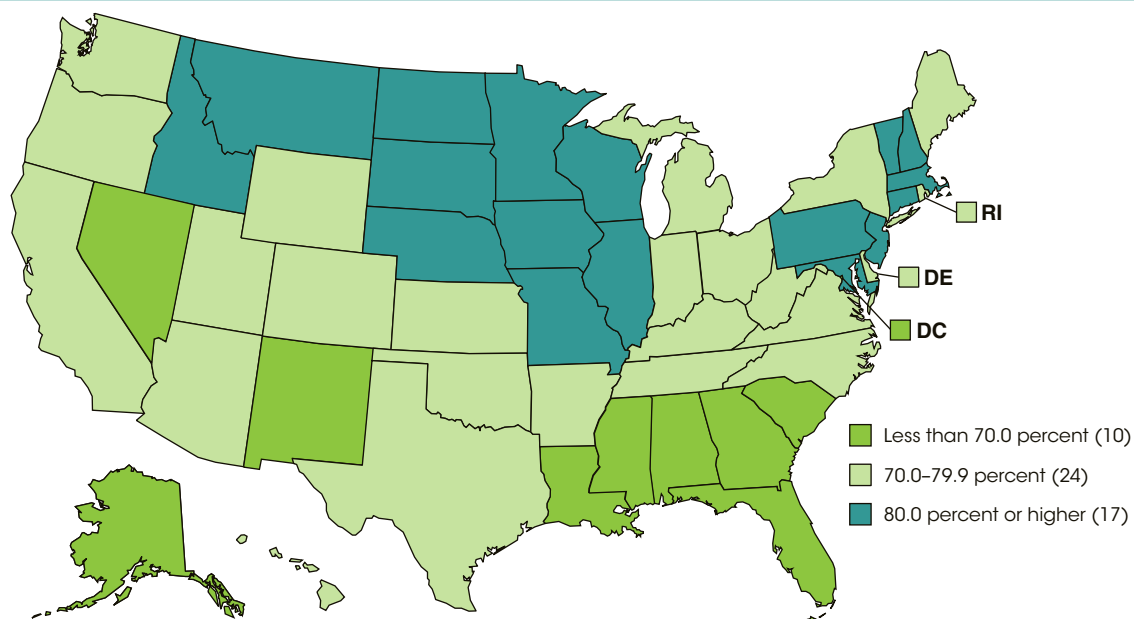 RI
DE
DC
Less than 70.0 percent (10)
70.0–79.9 percent (24)
80.0 percent or higher (17)